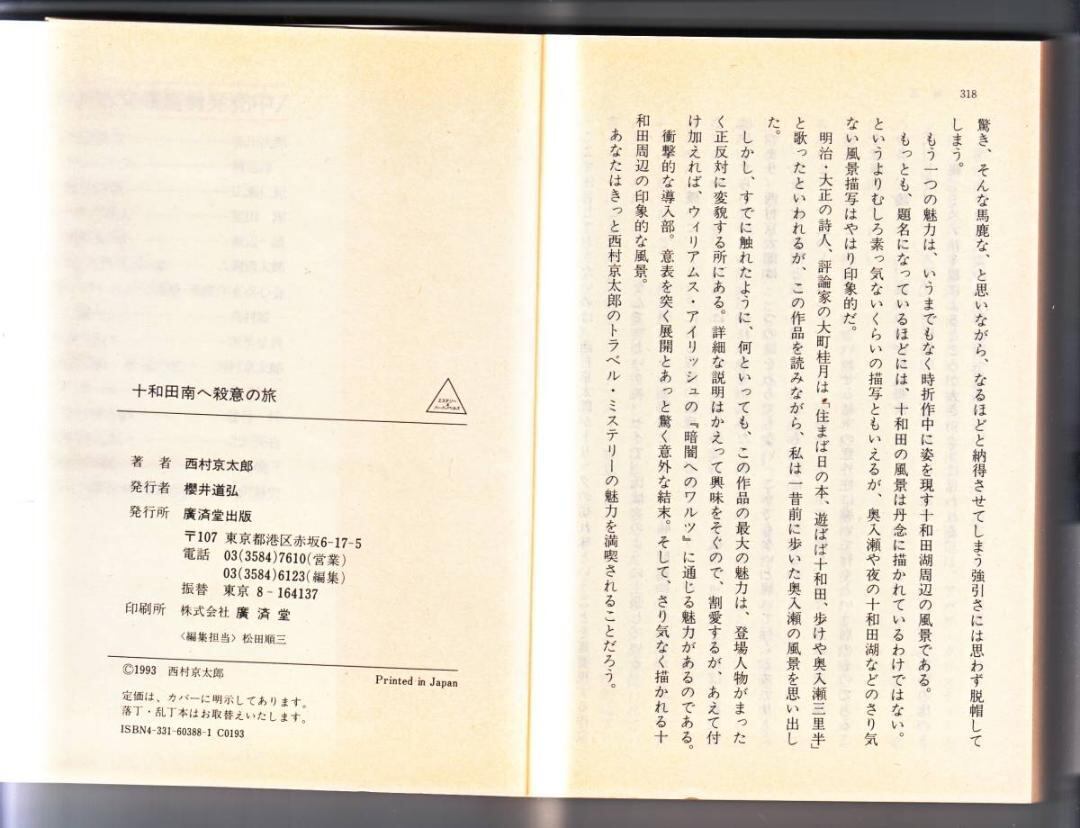 318
驚き、そんな馬鹿な、と思いながら、なるほどと納得させてしまう強引さには思わず脱帽して
しまう。
もう一つの魅力は、いうまでもなく時折作中に姿を現す十和田湖周辺の風景である。
もっとも、題名になっているほどには、十和田の風景は丹念に描かれているわけではない。
というよりむしろ素っ気ないくらいの描写ともいえるが、奥入瀬や夜の十和田湖などのさり気
ない風景描写はやはり印象的だ。
明治・大正の詩人、評論家の大町桂月は「住まば日の本、遊ばば十和田、歩けや奥入瀬三里半」
と歌ったといわれるが、この作品を読みながら、私は一昔前に歩いた奥入瀬の風景を思い出し
た。
しかし、すでに触れたように、何といっても、この作品の最大の魅力は、登場人物がまった
く正反対に変貌する所にある。詳細な説明はかえって興味をそぐので、割愛するが、あえて付
け加えれば、ウィリアムス・アイリッシュの『暗闇へのワルツ』に通じる魅力があるのである。
衝撃的な導入部。意表を突く展開とあっと驚く意外な結末。そして、さり気なく描かれる十
和田周辺の印象的な風景。
あなたはきっと西村京太郎のトラベル・ミステリーの魅力を満喫されることだろう。
十和田南へ殺意の旅
著者 西村京太郎
発行者 櫻井道弘
発行所 廣済堂出版
〒107 東京都港区赤坂6-17-5
電話 03(3584)7610(営業)
03(3584)6123(編集)
振替 東京 8-164137
印刷所 株式会社 廣済堂
〈編集担当〉松田順三
©1993 西村京太郎
Printed in Japan
定価は、カバーに明示してあります。
落丁・乱丁本はお取替えいたします。
ISBN4-331-60388-1 C0193